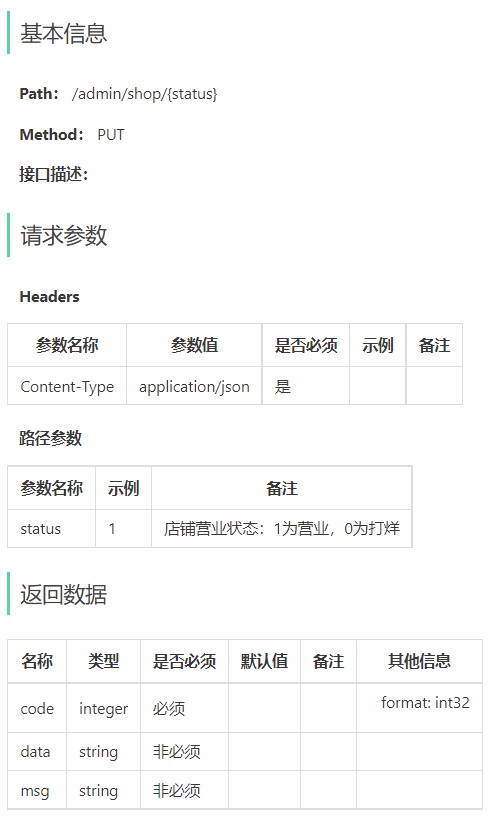 基本信息
Path： /admin/shop/{status}
Method： PUT
接口描述：
请求参数
Headers
参数名称 参数值 是否必须 示例 备注
Content-Type application/json 是
路径参数
参数名称 示例 备注
status 1 店铺营业状态：1为营业，0为打烊
返回数据
名称 类型 是否必须 默认值 备注 其他信息
code integer 必须 format: int32
data string 非必须
msg string 非必须